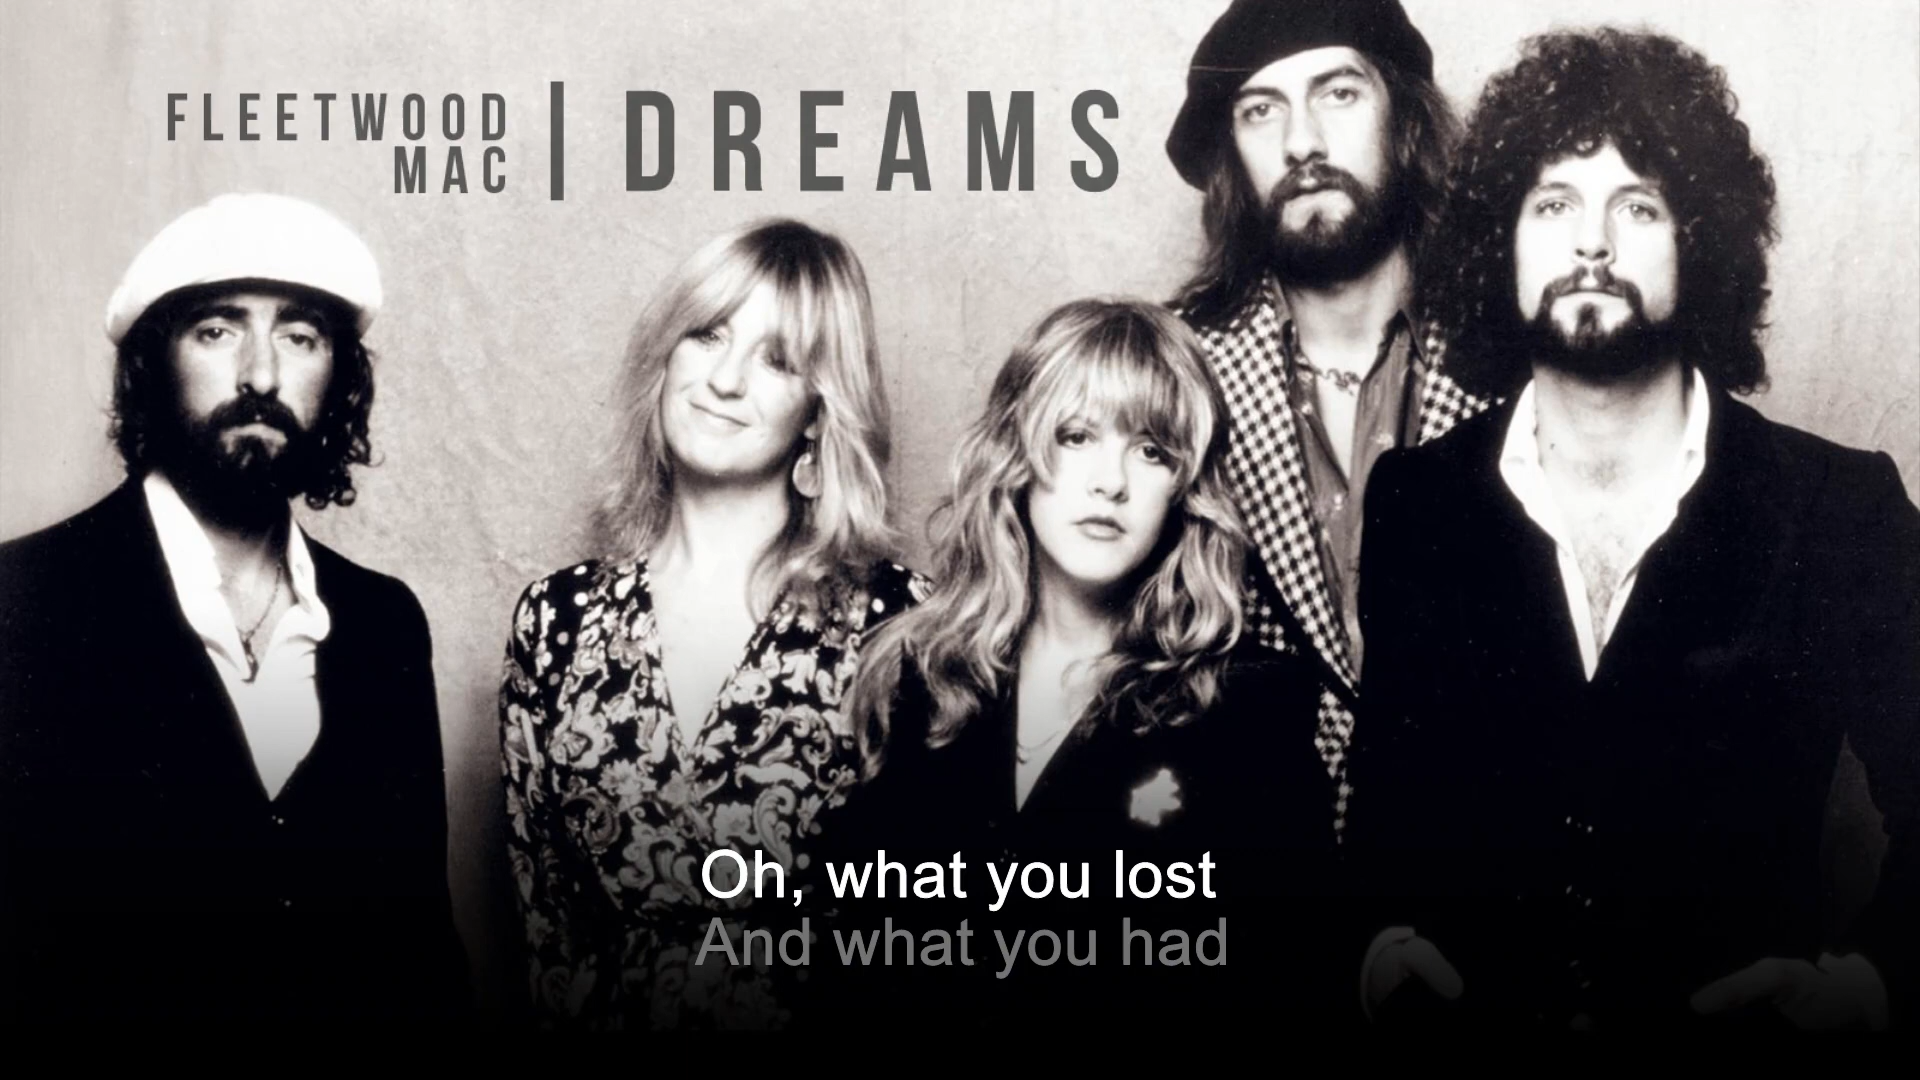 FLEETWOOD
MAC
DREAMS
Oh, what you lost
And what you had